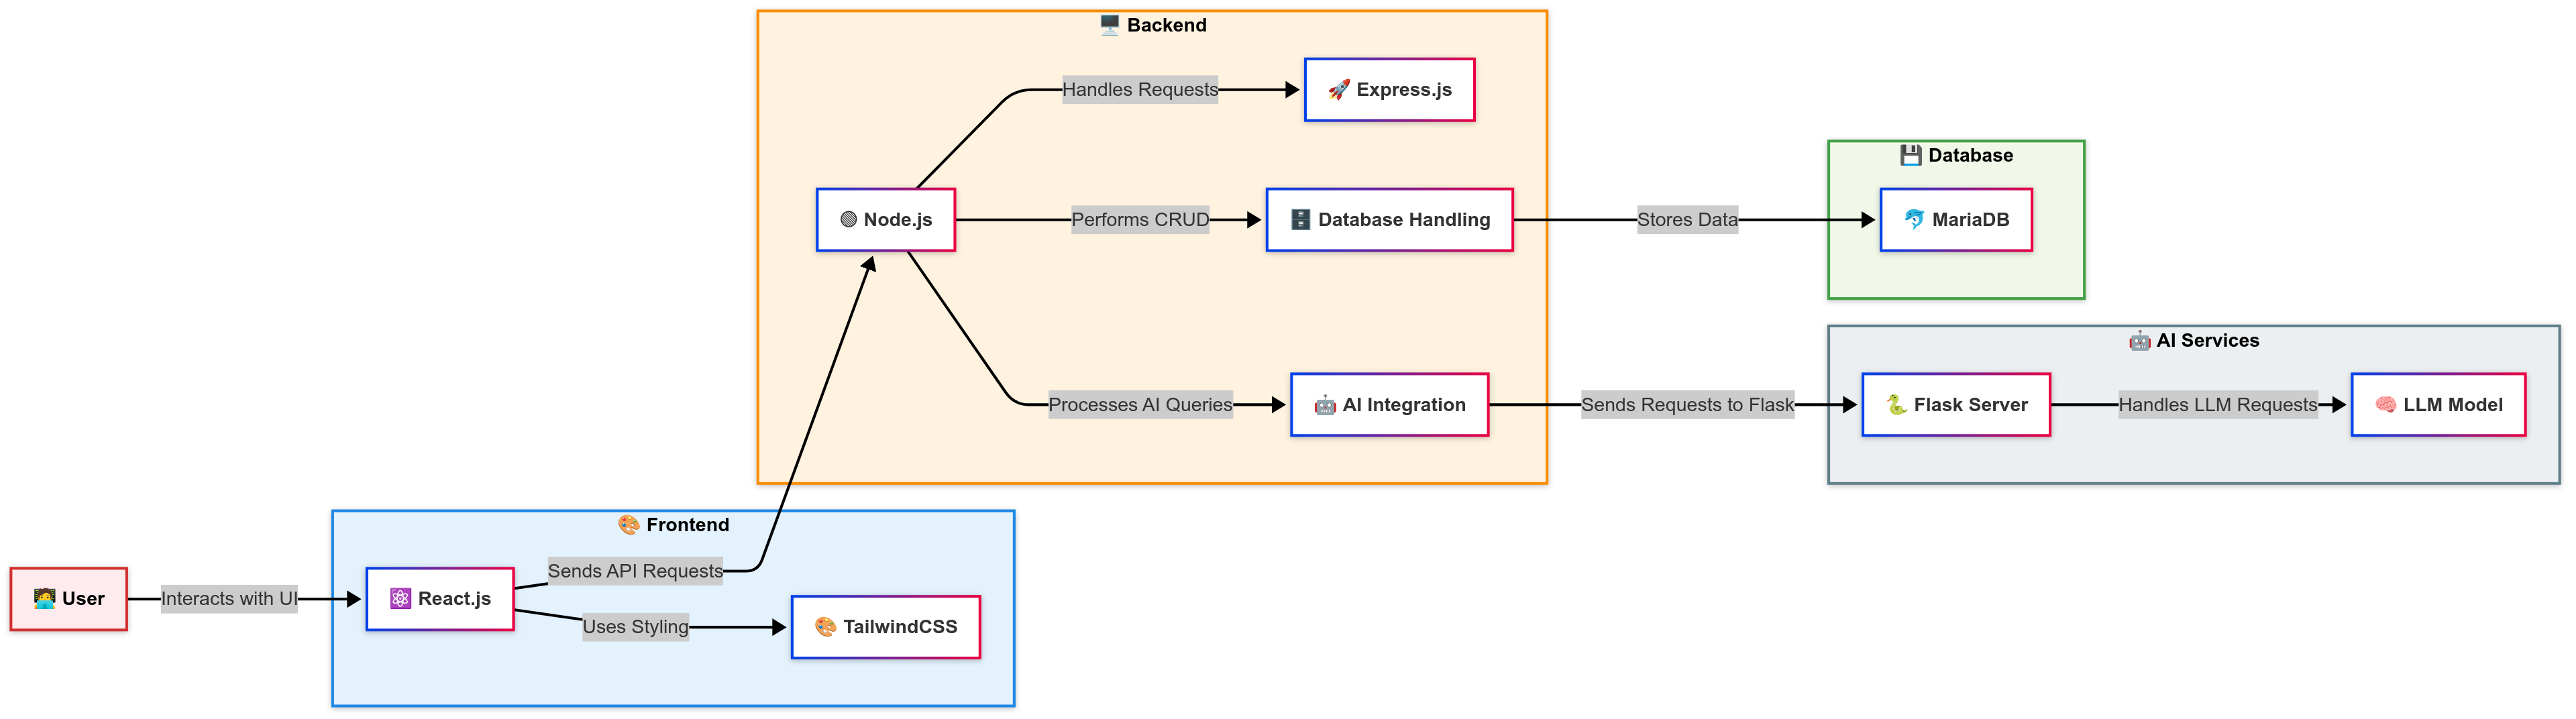 Backend
Handles Requests
Express.js
Database
Node.js
Performs CRUD
Database Handling
Stores Data
MariaDB
AI Services
Processes AI Queries
AI Integration
Sends Requests to Flask
Flask Server
Handles LLM Requests
LLM Model
Frontend
Sends API Requests
User
Interacts with UI
React.js
Uses Styling
TailwindCSS